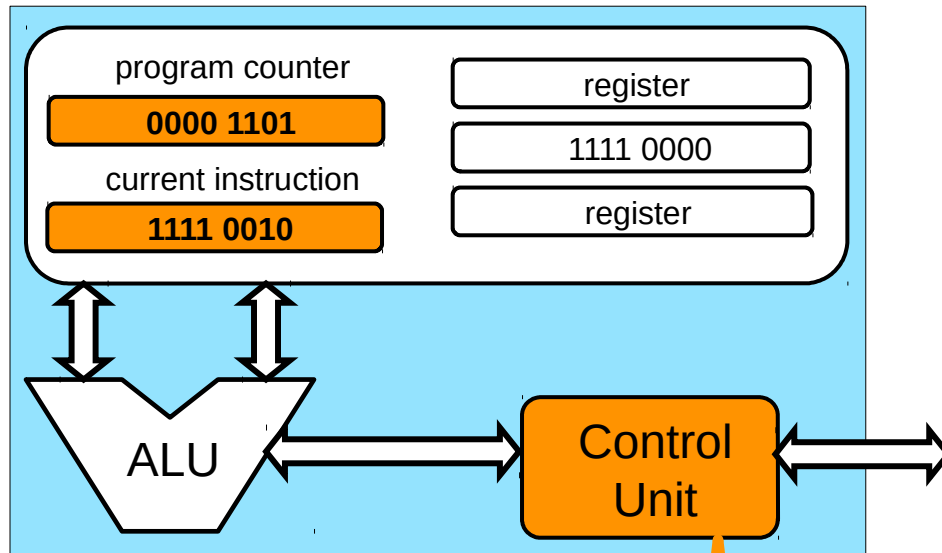 program counter
0000 1101
current instruction
1111 0010
register
1111 0000
register
ALU
Control
Unit